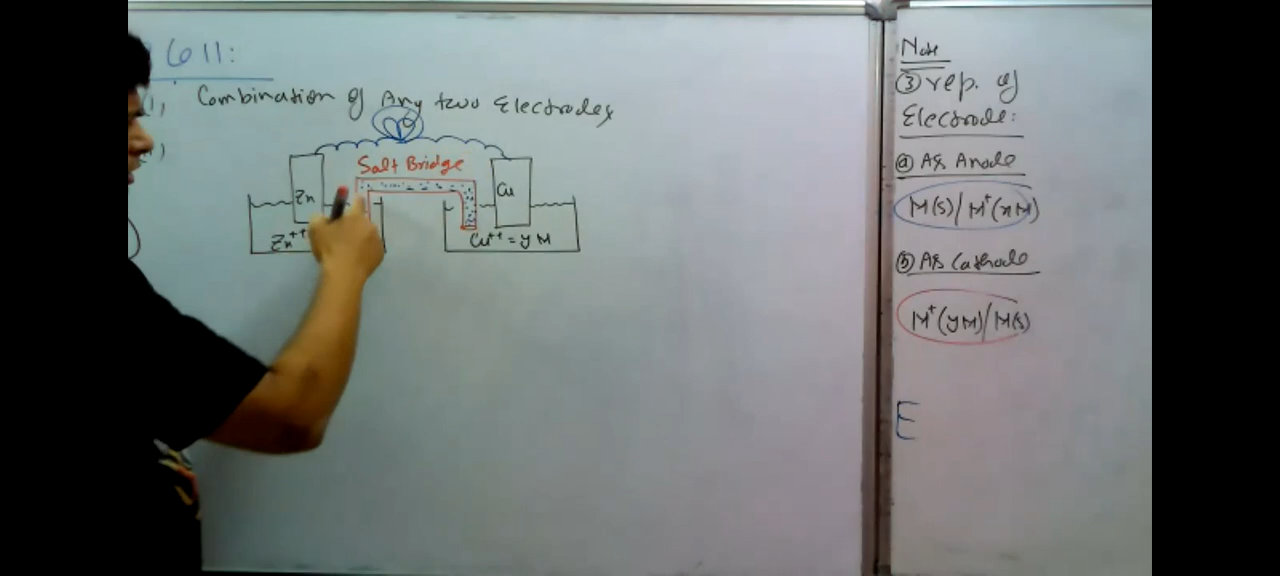 Cell:
Combination of Any two Electrodes
Salt Bridge
Zn
Cu
Zn++
Cu++ = y M
Note
③ rep. of
Electrode:
ⓐ As Anode
M(s)/M+(xM)
ⓑ As Cathode
M+(yM)/M(s)
E